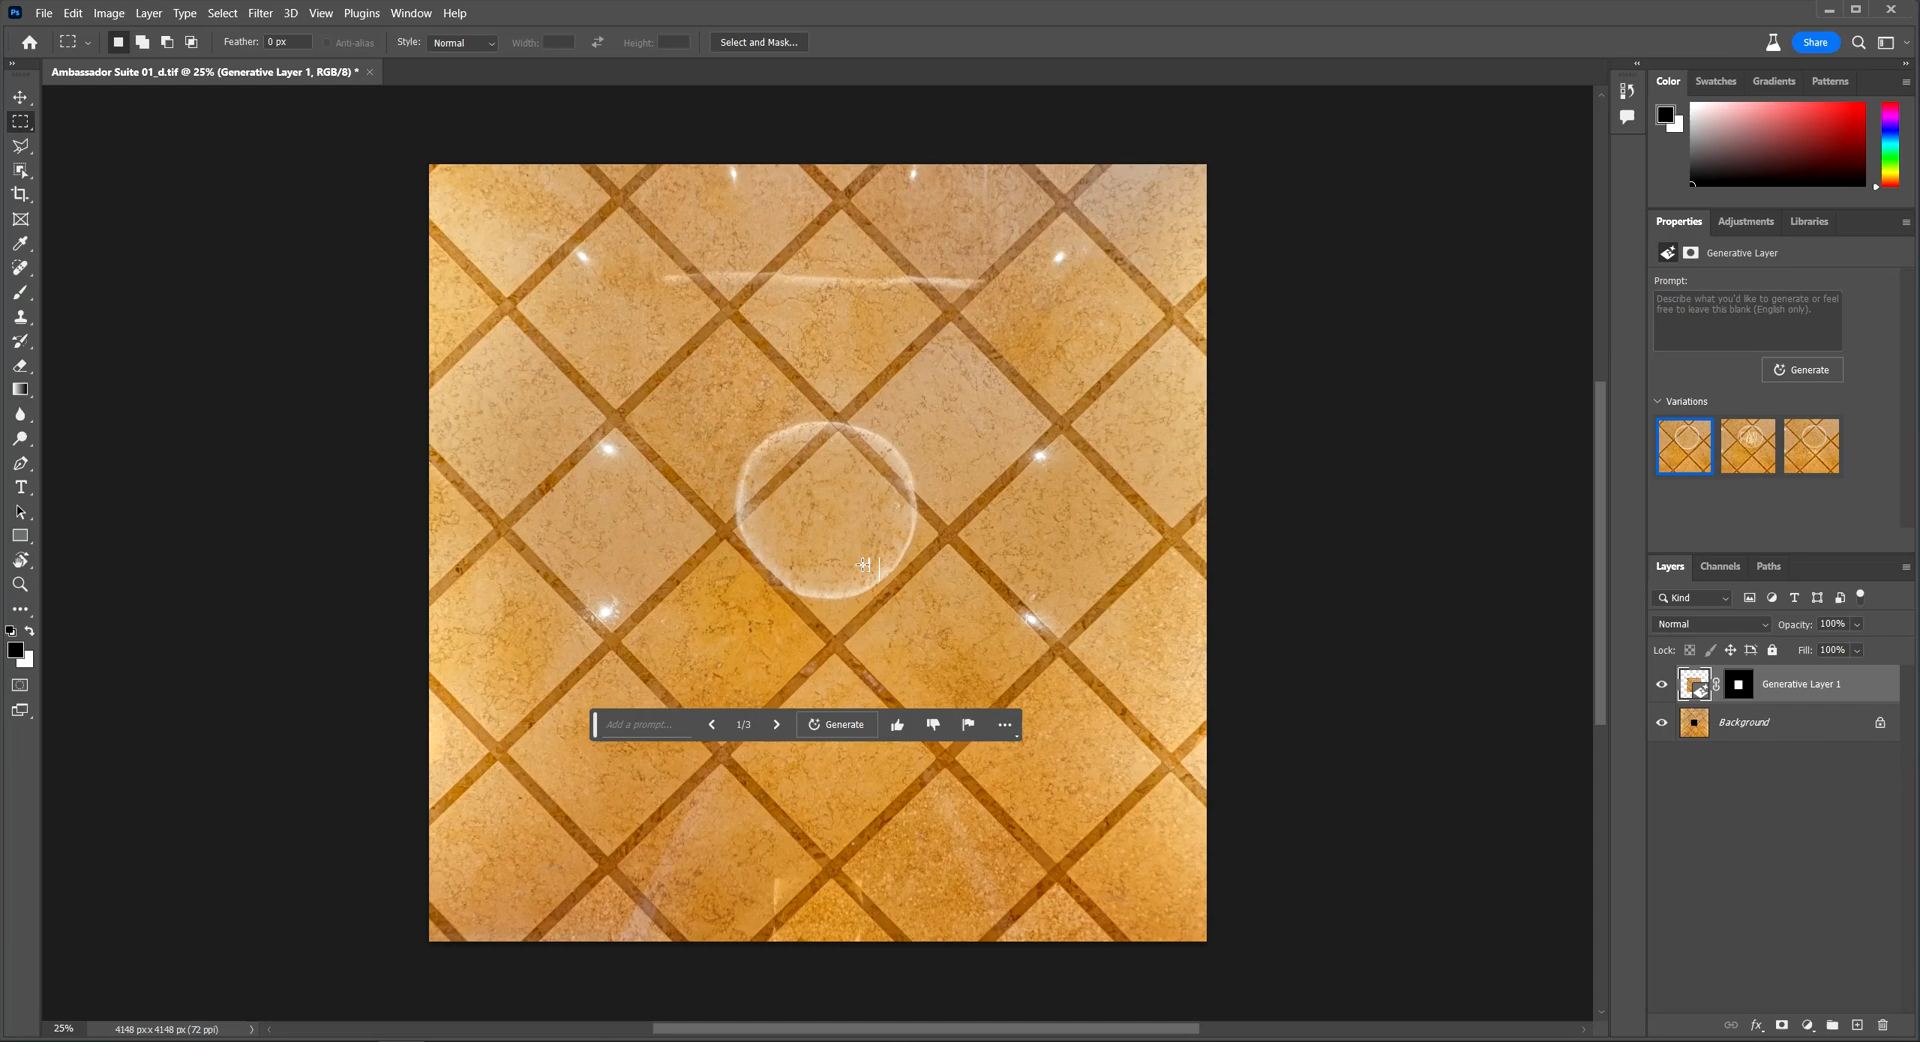 Ps File Edit Image Layer Type Select Filter 3D View Plugins Window Help
Feather: 0 px Anti-alias Style: Normal Width: Height: Select and Mask... Share
Ambassador Suite 01_d.tif @ 25% (Generative Layer 1, RGB/8) *
Color Swatches Gradients Patterns
Properties Adjustments Libraries
Generative Layer
Prompt:
Describe what you'd like to generate or feel
free to leave this blank (English only).
Generate
Variations
Layers Channels Paths
Kind
Normal Opacity: 100%
Lock: Fill: 100%
Generative Layer 1
Background
Add a prompt... 1/3 Generate
25% 4148 px x 4148 px (72 ppi)